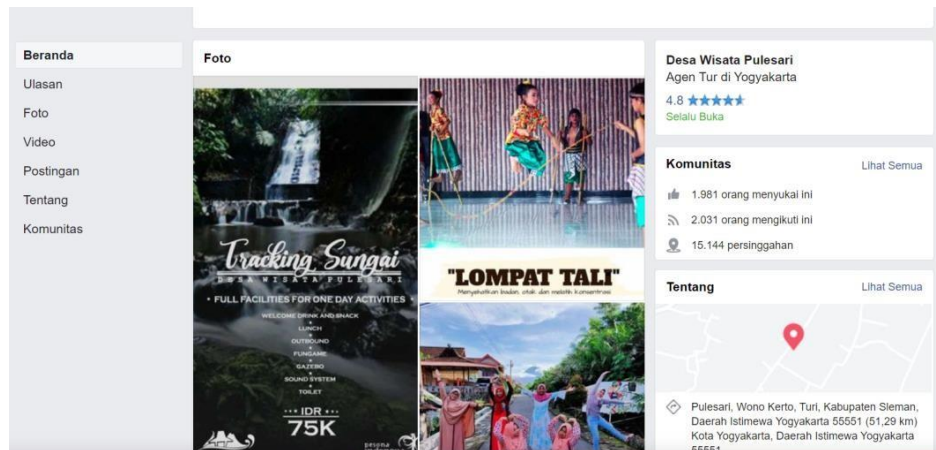 Beranda
Ulasan
Foto
Video
Postingan
Tentang
Komunitas
Foto
Tracking Sungai
DESA WISATA PULESARI
• FULL FACILITIES FOR ONE DAY ACTIVITIES •
WELCOME DRINK AND SNACK
LUNCH
OUTBOUND
FUNGAME
GAZEBO
SOUND SYSTEM
TOILET
••• IDR •••
75K
pesona
"LOMPAT TALI"
Menyehatkan badan, otak dan melatih konsentrasi
Desa Wisata Pulesari
Agen Tur di Yogyakarta
4.8
Selalu Buka
Komunitas
Lihat Semua
1.981 orang menyukai ini
2.031 orang mengikuti ini
15.144 persinggahan
Tentang
Lihat Semua
Pulesari, Wono Kerto, Turi, Kabupaten Sleman,
Daerah Istimewa Yogyakarta 55551 (51,29 km)
Kota Yogyakarta, Daerah Istimewa Yogyakarta
55551